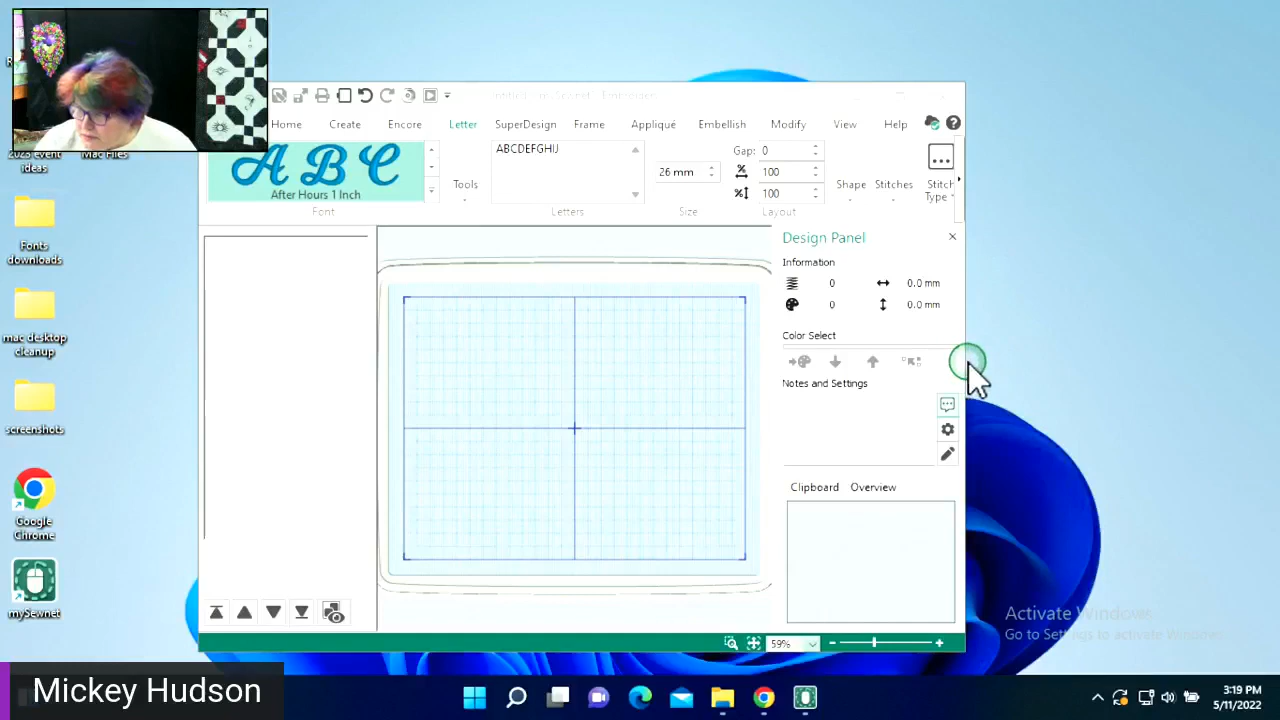 2023 event
ideas
Mac Files
Fonts
downloads
mac desktop
cleanup
screenshots
Google
Chrome
mySewnet
Home
Create
Encore
Letter
SuperDesign
Frame
Appliqué
Embellish
Modify
View
Help
ABC
After Hours 1 Inch
Font
Tools
ABCDEFGHIJ
Letters
26 mm
Size
Gap: 0
100
100
Layout
Shape
Stitches
Stitch
Type
Design Panel
Information
0
0.0 mm
0
0.0 mm
Color Select
Notes and Settings
Clipboard
Overview
59%
Activate Windows
Go to Settings to activate Windows.
Mickey Hudson
3:19 PM
5/11/2022